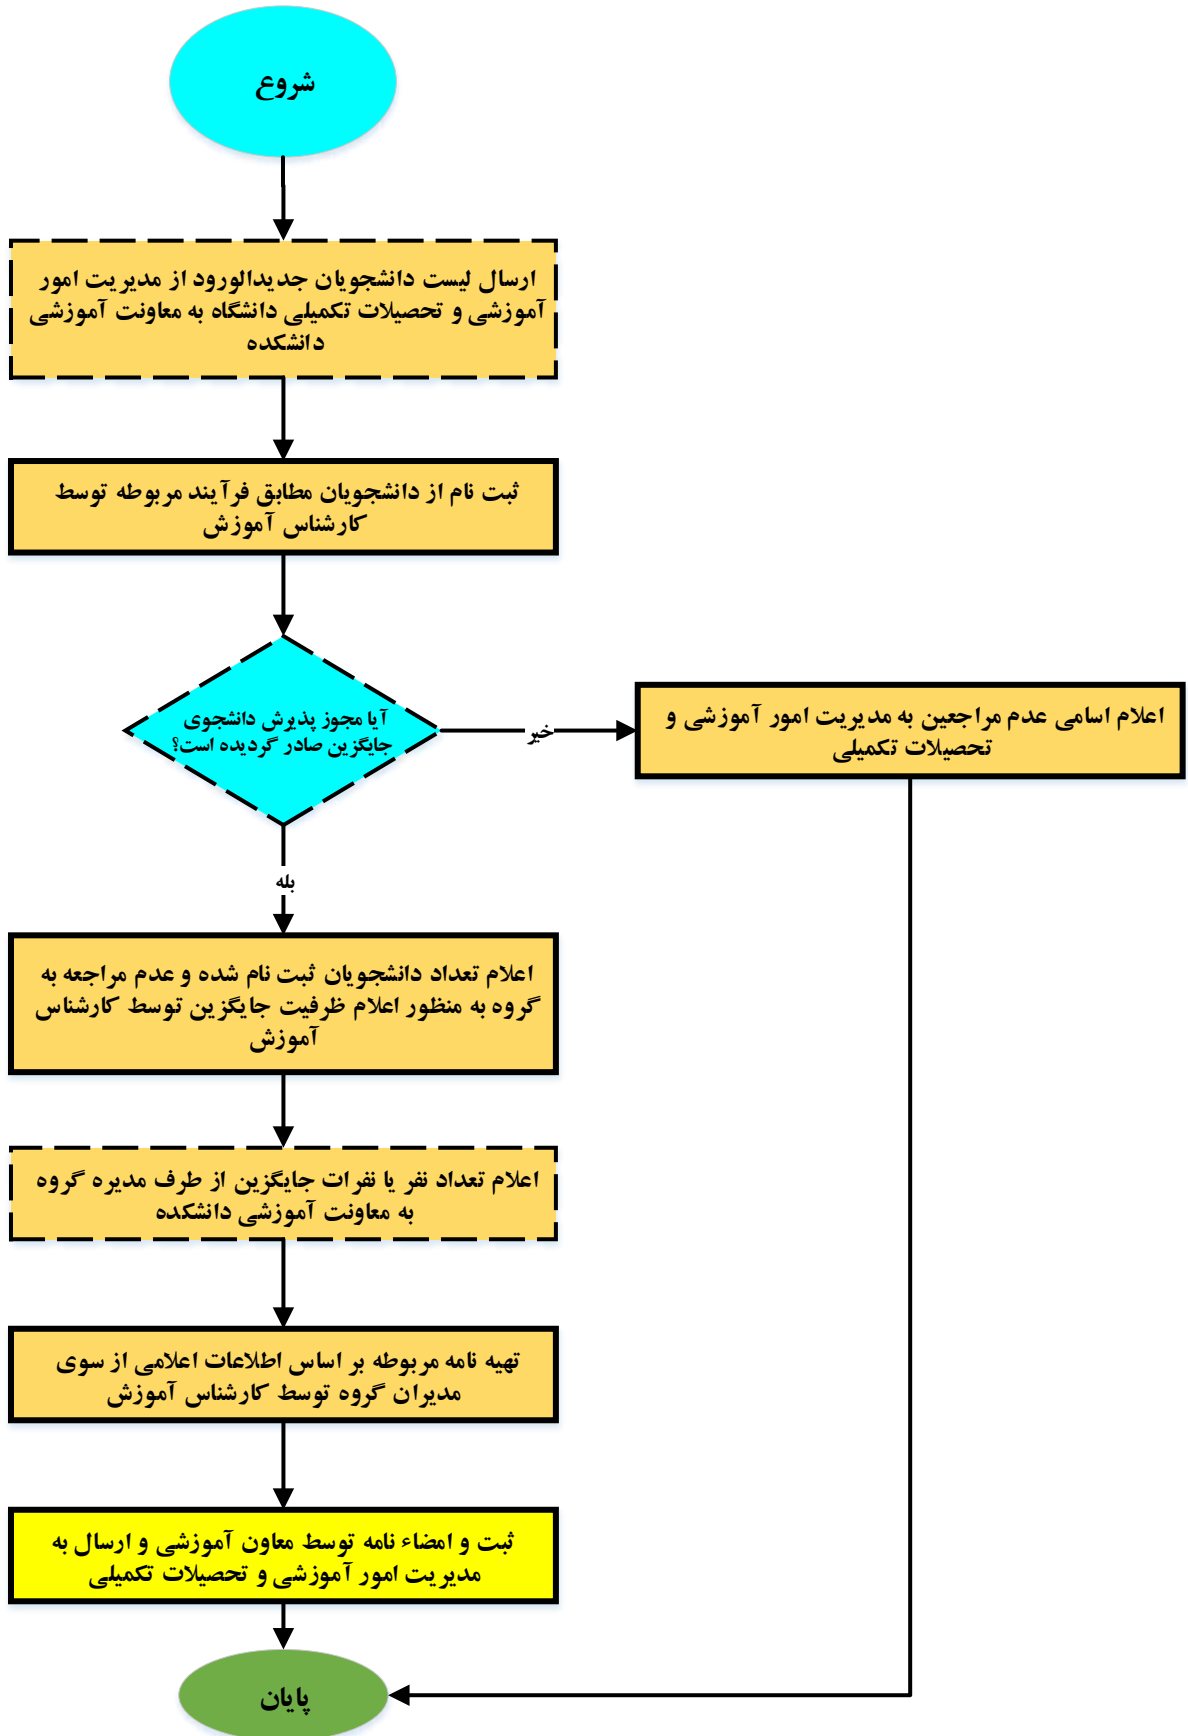 شروع
ارسال لیست دانشجویان جدیدالورود از مدیریت امور
آموزشی و تحصیلات تکمیلی دانشگاه به معاونت آموزشی
دانشکده
ثبت نام از دانشجویان مطابق فرآیند مربوطه توسط
کارشناس آموزش
آیا مجوز پذیرش دانشجوی
جایگزین صادر گردیده است؟
خیر
اعلام اسامی عدم مراجعین به مدیریت امور آموزشی و
تحصیلات تکمیلی
بله
اعلام تعداد دانشجویان ثبت نام شده و عدم مراجعه به
گروه به منظور اعلام ظرفیت جایگزین توسط کارشناس
آموزش
اعلام تعداد نفر یا نفرات جایگزین از طرف مدیره گروه
به معاونت آموزشی دانشکده
تهیه نامه مربوطه بر اساس اطلاعات اعلامی از سوی
مدیران گروه توسط کارشناس آموزش
ثبت و امضاء نامه توسط معاون آموزشی و ارسال به
مدیریت امور آموزشی و تحصیلات تکمیلی
پایان